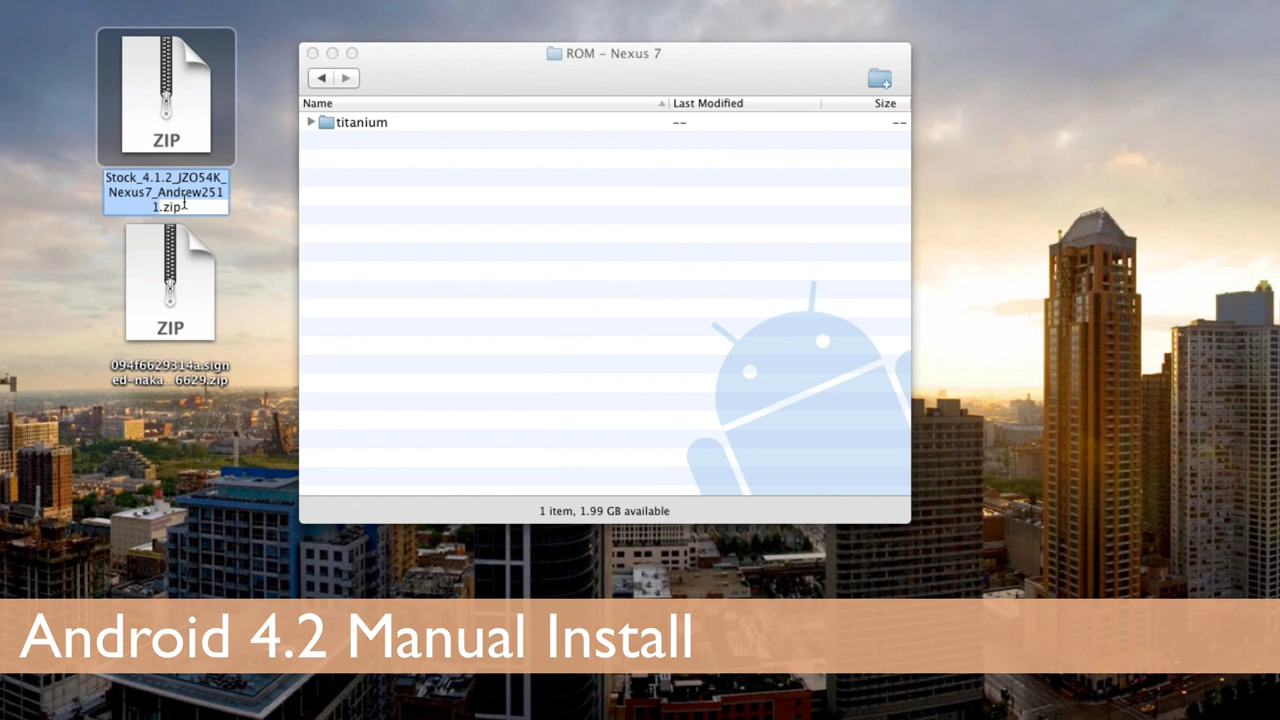 ZIP
Stock_4.1.2_JZO54K_
Nexus7_Andrew251
1.zip
ZIP
094f6629314a.sign
ed-naka...6629.zip
ROM – Nexus 7
Name
Last Modified
Size
titanium
--
--
1 item, 1.99 GB available
Android 4.2 Manual Install